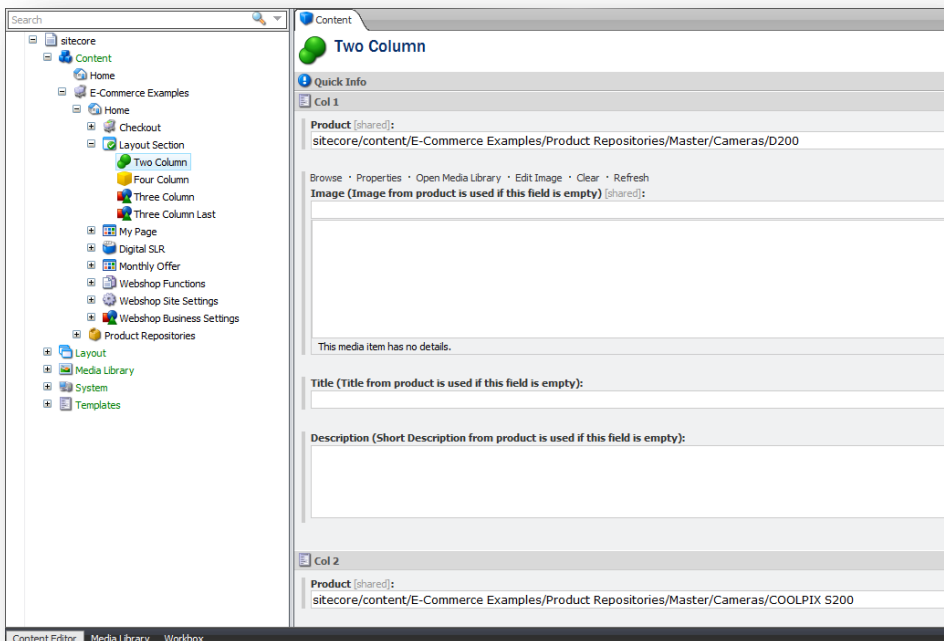 Search
sitecore
Content
Home
E-Commerce Examples
Home
Checkout
Layout Section
Two Column
Four Column
Three Column
Three Column Last
My Page
Digital SLR
Monthly Offer
Webshop Functions
Webshop Site Settings
Webshop Business Settings
Product Repositories
Layout
Media Library
System
Templates
Content
Two Column
Quick Info
Col 1
Product [shared]:
sitecore/content/E-Commerce Examples/Product Repositories/Master/Cameras/D200
Browse · Properties · Open Media Library · Edit Image · Clear · Refresh
Image (Image from product is used if this field is empty) [shared]:
This media item has no details.
Title (Title from product is used if this field is empty):
Description (Short Description from product is used if this field is empty):
Col 2
Product [shared]:
sitecore/content/E-Commerce Examples/Product Repositories/Master/Cameras/COOLPIX S200
Content Editor Media Library Workbox